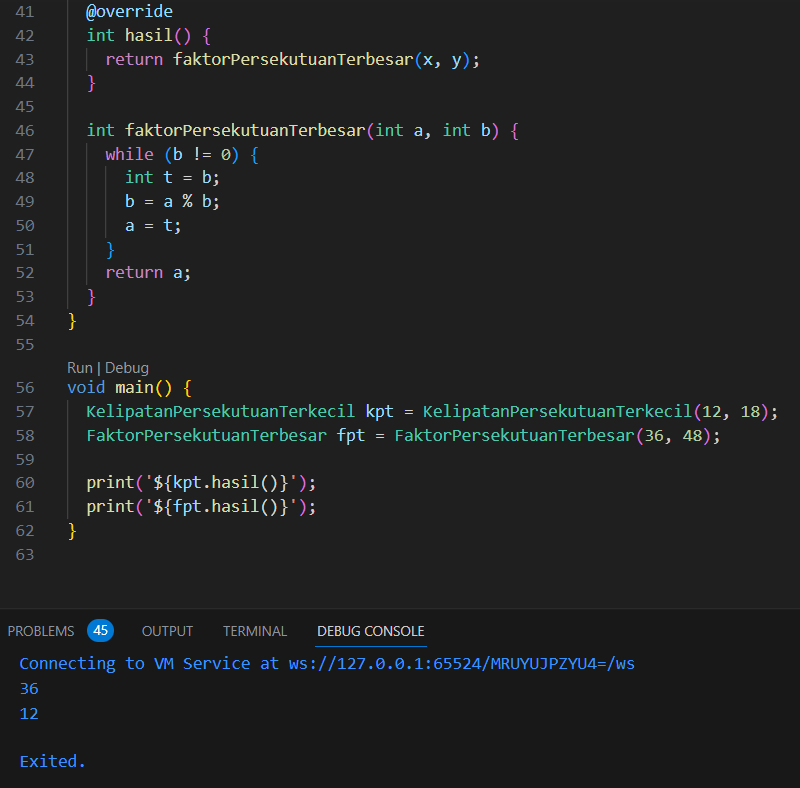 41 @override
42 int hasil() {
43 return faktorPersekutuanTerbesar(x, y);
44 }
45
46 int faktorPersekutuanTerbesar(int a, int b) {
47 while (b != 0) {
48 int t = b;
49 b = a % b;
50 a = t;
51 }
52 return a;
53 }
54 }
55
Run | Debug
56 void main() {
57 KelipatanPersekutuanTerkecil kpt = KelipatanPersekutuanTerkecil(12, 18);
58 FaktorPersekutuanTerbesar fpt = FaktorPersekutuanTerbesar(36, 48);
59
60 print('${kpt.hasil()}');
61 print('${fpt.hasil()}');
62 }
63
PROBLEMS 45 OUTPUT TERMINAL DEBUG CONSOLE
Connecting to VM Service at ws://127.0.0.1:65524/MRUYUJPZYU4=/ws
36
12
Exited.